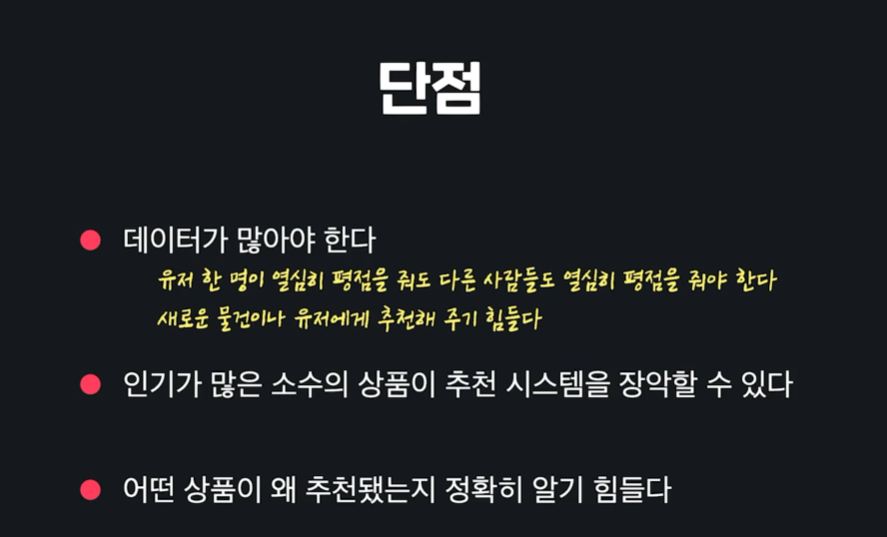 단점
데이터가 많아야 한다
유저 한 명이 열심히 평점을 줘도 다른 사람들도 열심히 평점을 줘야 한다
새로운 물건이나 유저에게 추천해 주기 힘들다
인기가 많은 소수의 상품이 추천 시스템을 장악할 수 있다
어떤 상품이 왜 추천됐는지 정확히 알기 힘들다